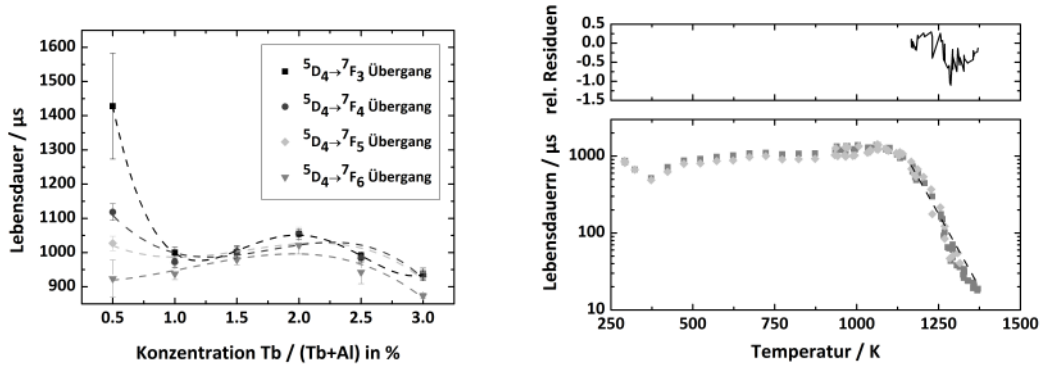 1600
1500
1400
1300
1200
1100
1000
900
Lebensdauer / µs
⁵D₄→⁷F₃ Übergang
⁵D₄→⁷F₄ Übergang
⁵D₄→⁷F₅ Übergang
⁵D₄→⁷F₆ Übergang
0.5 1.0 1.5 2.0 2.5 3.0
Konzentration Tb / (Tb+Al) in %
0.5
0.0
-0.5
-1.0
-1.5
rel. Residuen
1000
100
10
Lebensdauern / µs
250 500 750 1000 1250 1500
Temperatur / K